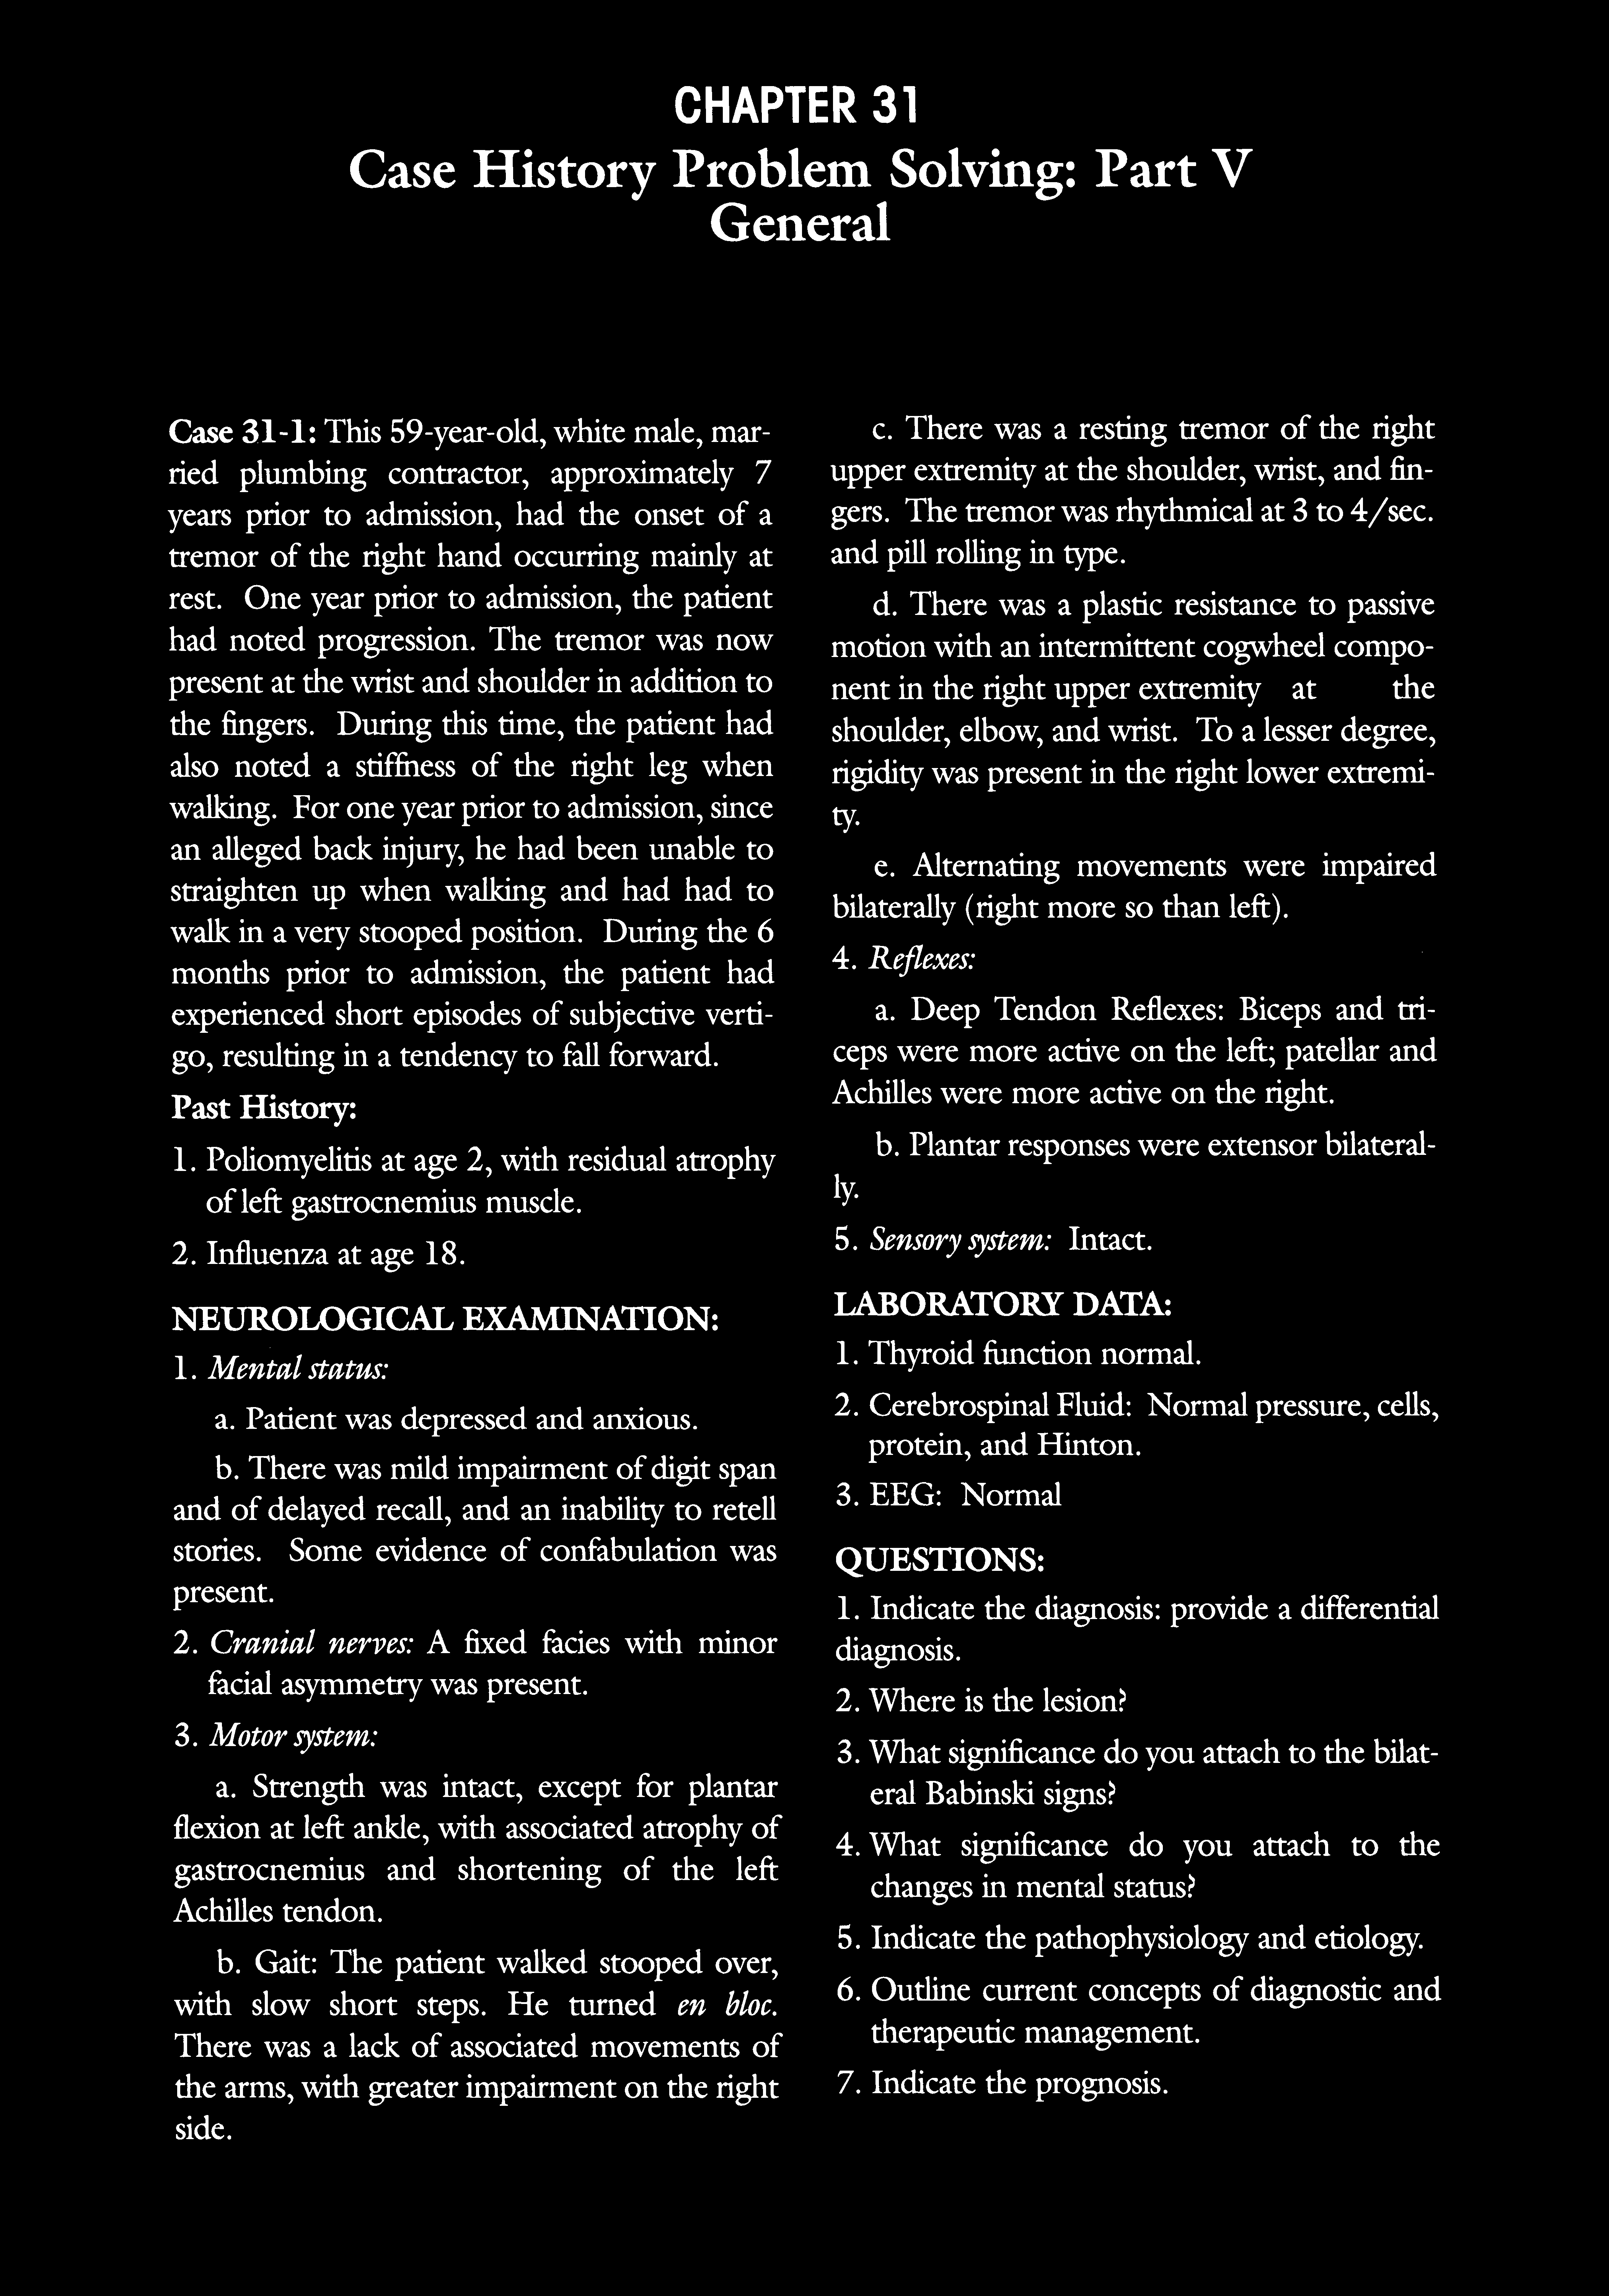 CHAPTER 31
Case History Problem Solving: Part V
General
Case 31-1: This 59-year-old, white male, mar-
ried plumbing contractor, approximately 7
years prior to admission, had the onset of a
tremor of the right hand occurring mainly at
rest. One year prior to admission, the patient
had noted progression. The tremor was now
present at the wrist and shoulder in addition to
the fingers. During this time, the patient had
also noted a stiffness of the right leg when
walking. For one year prior to admission, since
an alleged back injury, he had been unable to
straighten up when walking and had had to
walk in a very stooped position. During the 6
months prior to admission, the patient had
experienced short episodes of subjective verti-
go, resulting in a tendency to fall forward.
Past History:
1. Poliomyelitis at age 2, with residual atrophy
of left gastrocnemius muscle.
2. Influenza at age 18.
NEUROLOGICAL EXAMINATION:
1. Mental status:
a. Patient was depressed and anxious.
b. There was mild impairment of digit span
and of delayed recall, and an inability to retell
stories. Some evidence of confabulation was
present.
2. Cranial nerves: A fixed facies with minor
facial asymmetry was present.
3. Motor system:
a. Strength was intact, except for plantar
flexion at left ankle, with associated atrophy of
gastrocnemius and shortening of the left
Achilles tendon.
b. Gait: The patient walked stooped over,
with slow short steps. He turned en bloc.
There was a lack of associated movements of
the arms, with greater impairment on the right
side.
c. There was a resting tremor of the right
upper extremity at the shoulder, wrist, and fin-
gers. The tremor was rhythmical at 3 to 4/sec.
and pill rolling in type.
d. There was a plastic resistance to passive
motion with an intermittent cogwheel compo-
nent in the right upper extremity at the
shoulder, elbow, and wrist. To a lesser degree,
rigidity was present in the right lower extremi-
ty.
e. Alternating movements were impaired
bilaterally (right more so than left).
4. Reflexes:
a. Deep Tendon Reflexes: Biceps and tri-
ceps were more active on the left; patellar and
Achilles were more active on the right.
b. Plantar responses were extensor bilateral-
ly.
5. Sensory system: Intact.
LABORATORY DATA:
1. Thyroid function normal.
2. Cerebrospinal Fluid: Normal pressure, cells,
protein, and Hinton.
3. EEG: Normal
QUESTIONS:
1. Indicate the diagnosis: provide a differential
diagnosis.
2. Where is the lesion?
3. What significance do you attach to the bilat-
eral Babinski signs?
4. What significance do you attach to the
changes in mental status?
5. Indicate the pathophysiology and etiology.
6. Outline current concepts of diagnostic and
therapeutic management.
7. Indicate the prognosis.